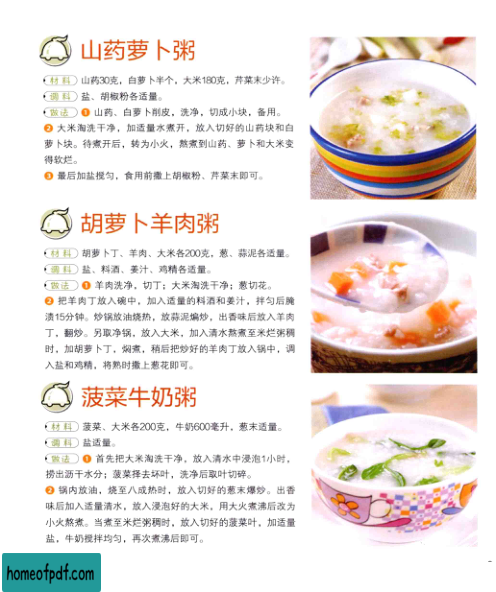 山药萝卜粥
材料 山药30克，白萝卜半个，大米180克，芹菜末少许。
调料 盐、胡椒粉各适量。
做法 ❶ 山药、白萝卜削皮，洗净，切成小块，备用。
❷ 大米淘洗干净，加适量水煮开，放入切好的山药块和白
萝卜块。待煮开后，转为小火，熬煮到山药、萝卜和大米变
得软烂。
❸ 最后加盐搅匀，食用前撒上胡椒粉、芹菜末即可。
胡萝卜羊肉粥
材料 胡萝卜丁、羊肉、大米各200克，葱、蒜泥各适量。
调料 盐、料酒、姜汁、鸡精各适量。
做法 ❶ 羊肉洗净，切丁；大米淘洗干净；葱切花。
❷ 把羊肉丁放入碗中，加入适量的料酒和姜汁，拌匀后腌
渍15分钟。炒锅放油烧热，放蒜泥煸炒，出香味后放入羊肉
丁，翻炒。另取净锅，放入大米，加入清水熬煮至米烂粥稠
时，加胡萝卜丁，焖煮，稍后把炒好的羊肉丁放入锅中，调
入盐和鸡精，将熟时撒上葱花即可。
菠菜牛奶粥
材料 菠菜、大米各200克，牛奶600毫升，葱末适量。
调料 盐适量。
做法 ❶ 首先把大米淘洗干净，放入清水中浸泡1小时，
捞出沥干水分；菠菜择去坏叶，洗净后取叶切碎。
❷ 锅内放油，烧至八成热时，放入切好的葱末爆炒。出香
味后加入适量清水，放入浸泡好的大米，用大火煮沸后改为
小火熬煮。当煮至米烂粥稠时，放入切好的菠菜叶，加适量
盐，牛奶搅拌均匀，再次煮沸后即可。
homeofpdf.com